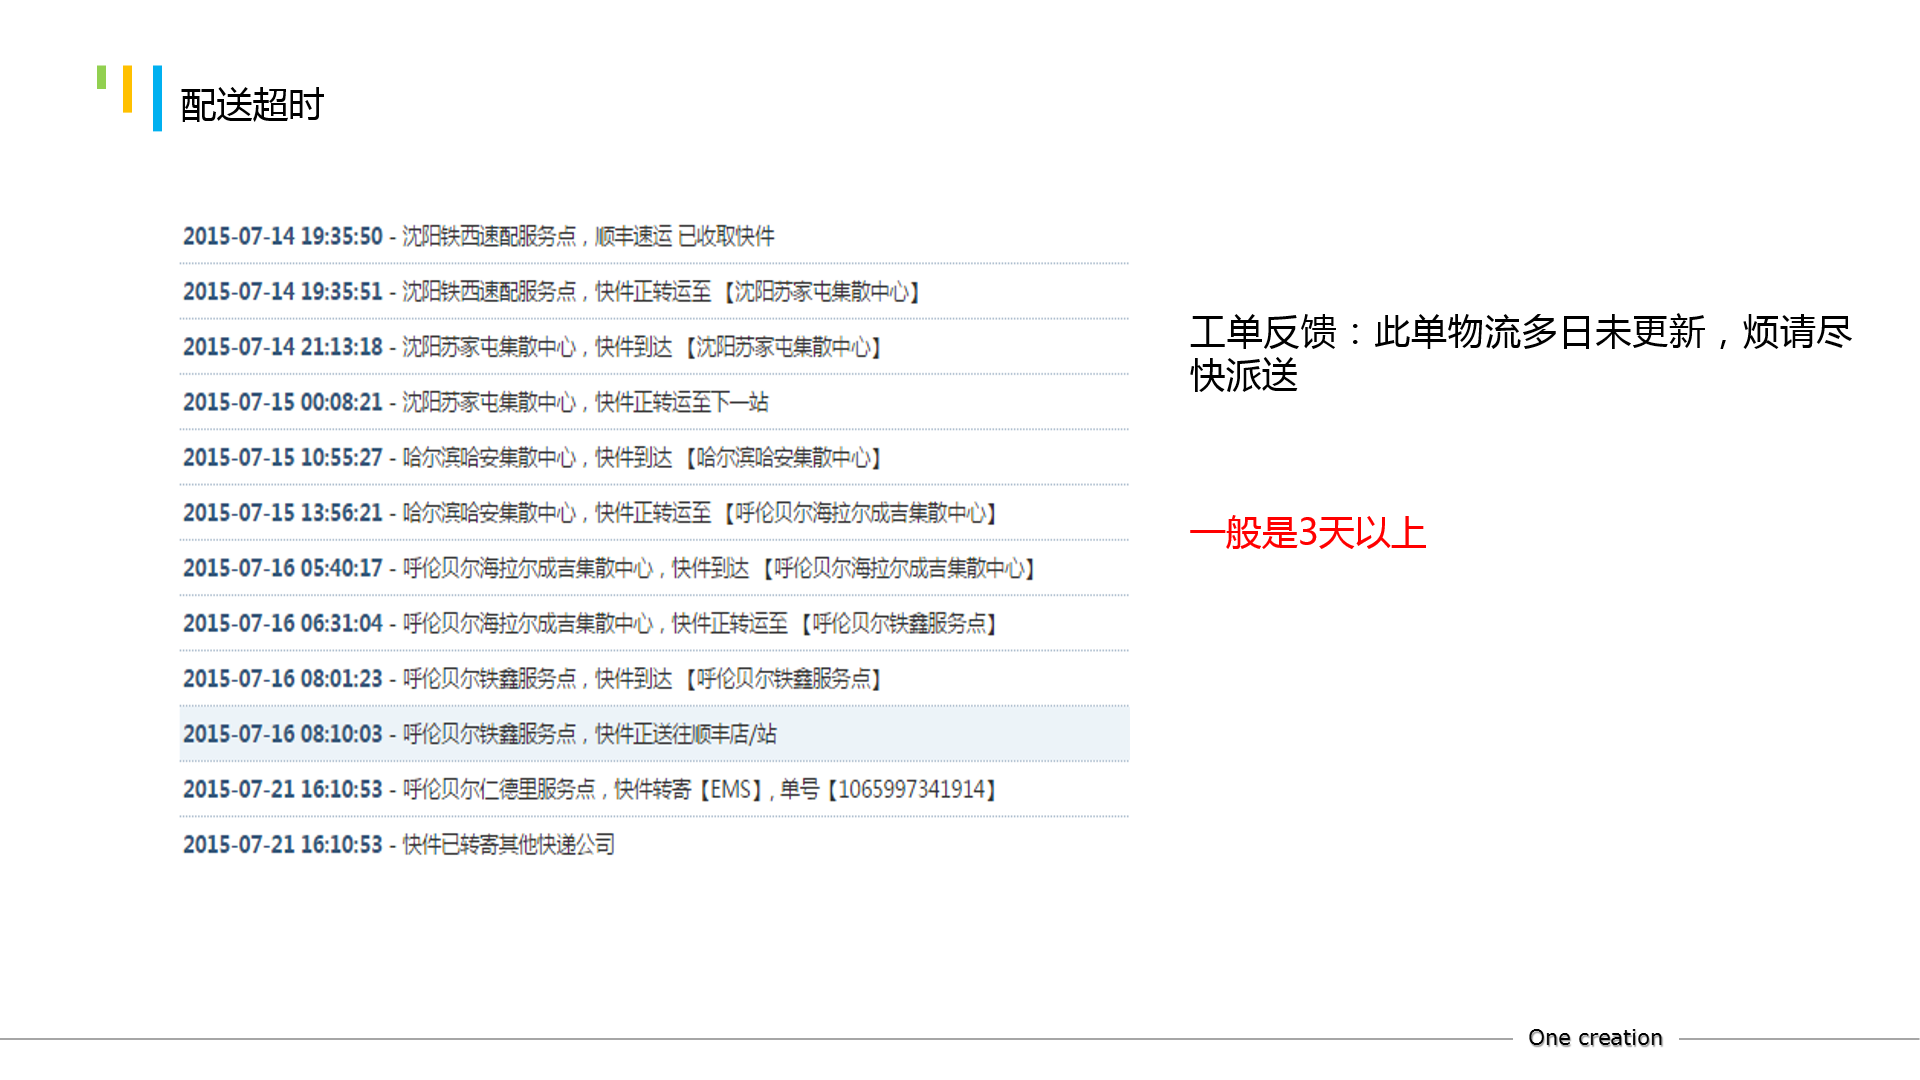 配送超时
2015-07-14 19:35:50 - 沈阳铁西速配服务点，顺丰速运 已收取快件
2015-07-14 19:35:51 - 沈阳铁西速配服务点，快件正转运至 【沈阳苏家屯集散中心】
2015-07-14 21:13:18 - 沈阳苏家屯集散中心，快件到达 【沈阳苏家屯集散中心】
2015-07-15 00:08:21 - 沈阳苏家屯集散中心，快件正转运至下一站
2015-07-15 10:55:27 - 哈尔滨哈安集散中心，快件到达 【哈尔滨哈安集散中心】
2015-07-15 13:56:21 - 哈尔滨哈安集散中心，快件正转运至 【呼伦贝尔海拉尔成吉集散中心】
2015-07-16 05:40:17 - 呼伦贝尔海拉尔成吉集散中心，快件到达 【呼伦贝尔海拉尔成吉集散中心】
2015-07-16 06:31:04 - 呼伦贝尔海拉尔成吉集散中心，快件正转运至 【呼伦贝尔铁鑫服务点】
2015-07-16 08:01:23 - 呼伦贝尔铁鑫服务点，快件到达 【呼伦贝尔铁鑫服务点】
2015-07-16 08:10:03 - 呼伦贝尔铁鑫服务点，快件正送往顺丰店/站
2015-07-21 16:10:53 - 呼伦贝尔仁德里服务点，快件转寄【EMS】, 单号【1065997341914】
2015-07-21 16:10:53 - 快件已转寄其他快递公司
工单反馈：此单物流多日未更新，烦请尽
快派送
一般是3天以上
One creation